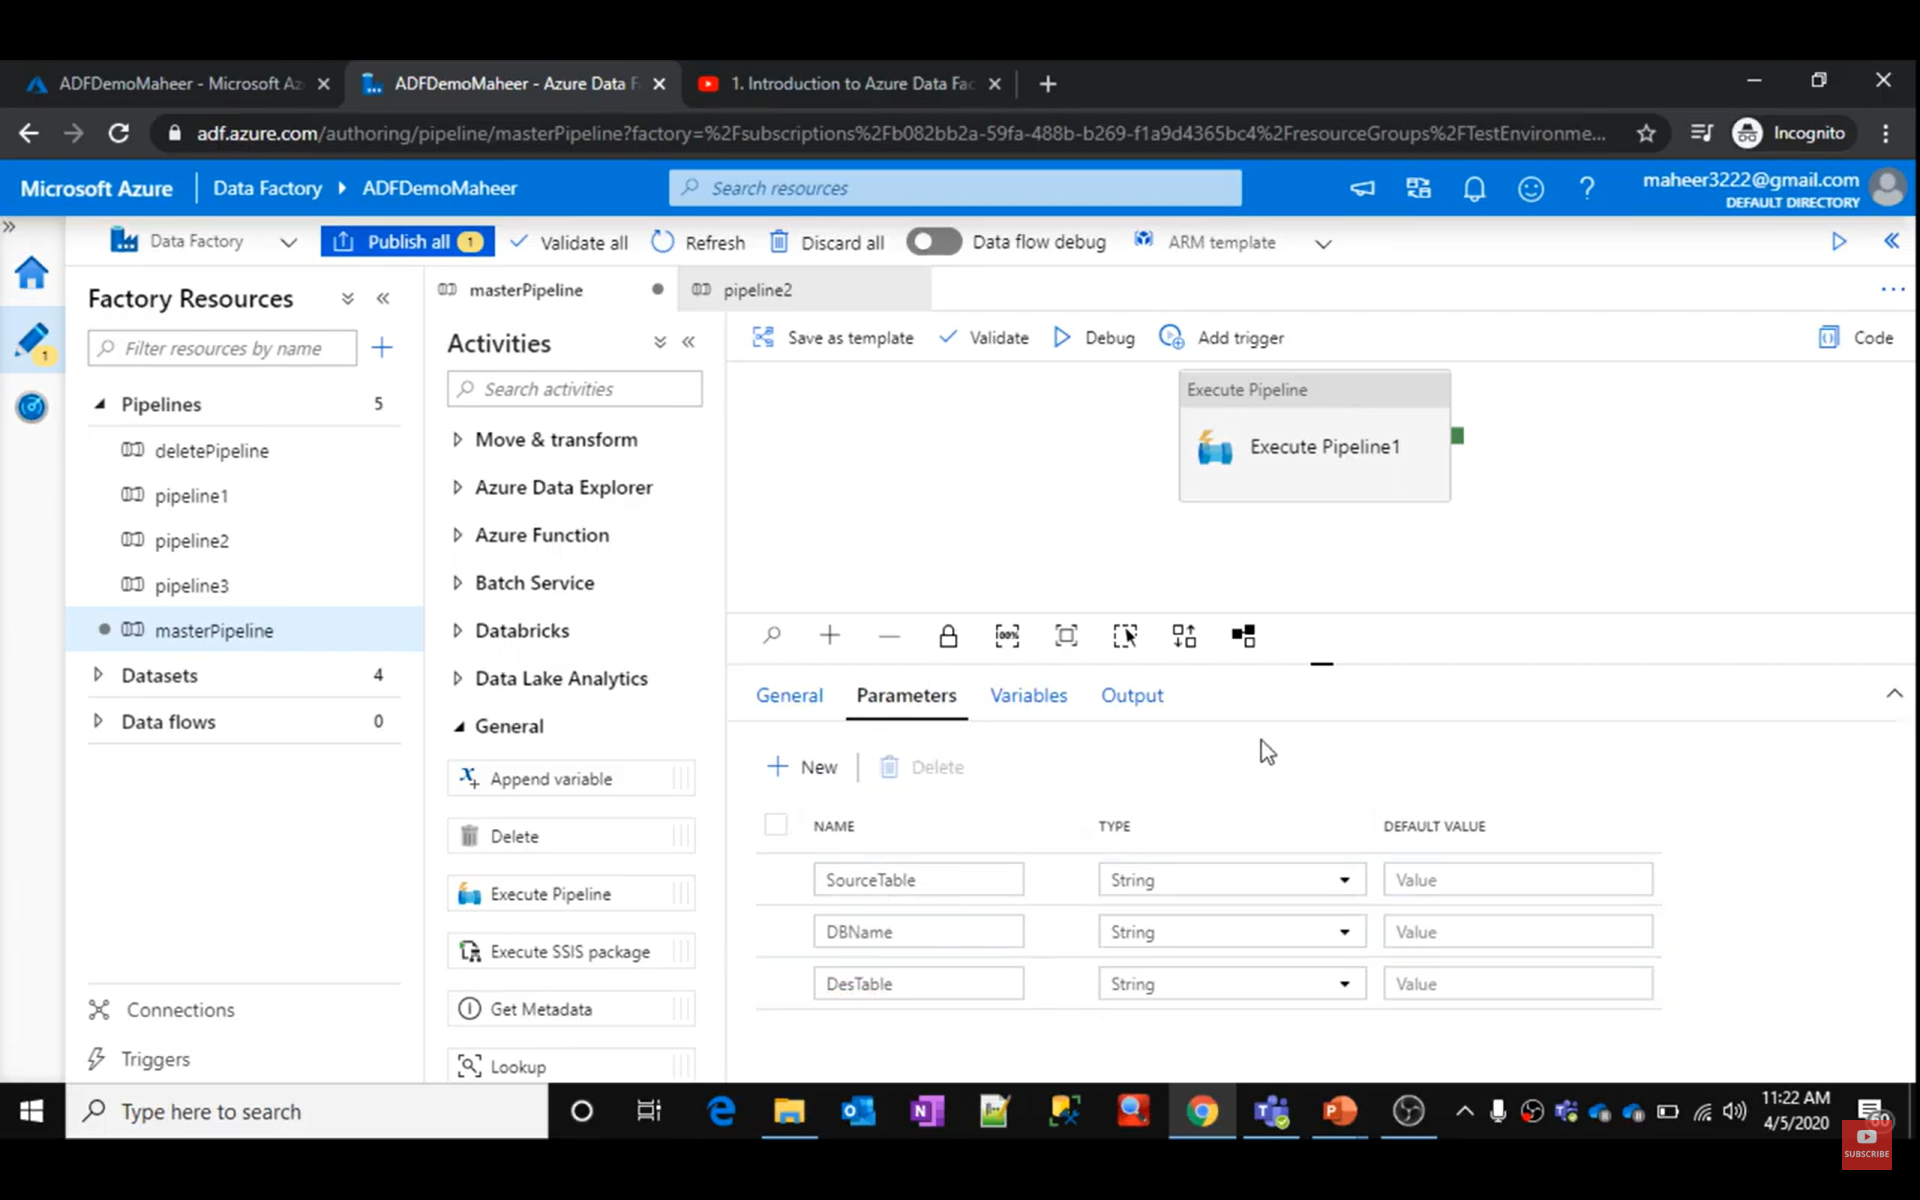 ADFDemoMaheer - Microsoft Az
ADFDemoMaheer - Azure Data F
1. Introduction to Azure Data Fac
adf.azure.com/authoring/pipeline/masterPipeline?factory=%2Fsubscriptions%2Fb082bb2a-59fa-488b-b269-f1a9d4365bc4%2FresourceGroups%2FTestEnvironme...
Incognito
Microsoft Azure
Data Factory
ADFDemoMaheer
Search resources
maheer3222@gmail.com
DEFAULT DIRECTORY
Data Factory
Publish all 1
Validate all
Refresh
Discard all
Data flow debug
ARM template
1
Factory Resources
Filter resources by name
Pipelines 5
deletePipeline
pipeline1
pipeline2
pipeline3
masterPipeline
Datasets 4
Data flows 0
Connections
Triggers
masterPipeline
pipeline2
Activities
Search activities
Move & transform
Azure Data Explorer
Azure Function
Batch Service
Databricks
Data Lake Analytics
General
Append variable
Delete
Execute Pipeline
Execute SSIS package
Get Metadata
Lookup
Save as template
Validate
Debug
Add trigger
Code
Execute Pipeline
Execute Pipeline1
100%
General
Parameters
Variables
Output
New
Delete
NAME TYPE DEFAULT VALUE
SourceTable String Value
DBName String Value
DesTable String Value
Type here to search
11:22 AM
4/5/2020
60
SUBSCRIBE